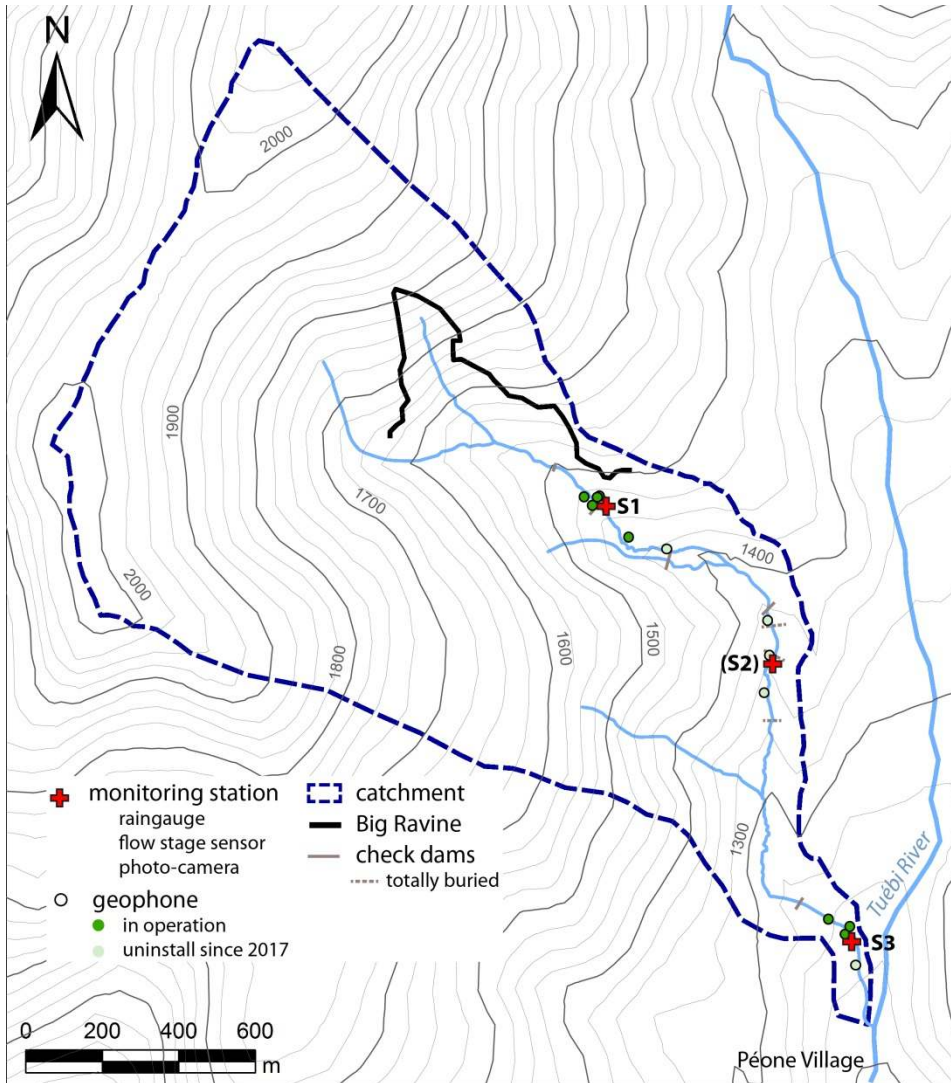 N
2000
1900
1700
S1
1400
2000
1800
1600
1500
(S2)
1300
Tuébi River
S3
monitoring station
raingauge
flow stage sensor
photo-camera
geophone
in operation
uninstall since 2017
catchment
Big Ravine
check dams
totally buried
0 200 400 600
m
Péone Village